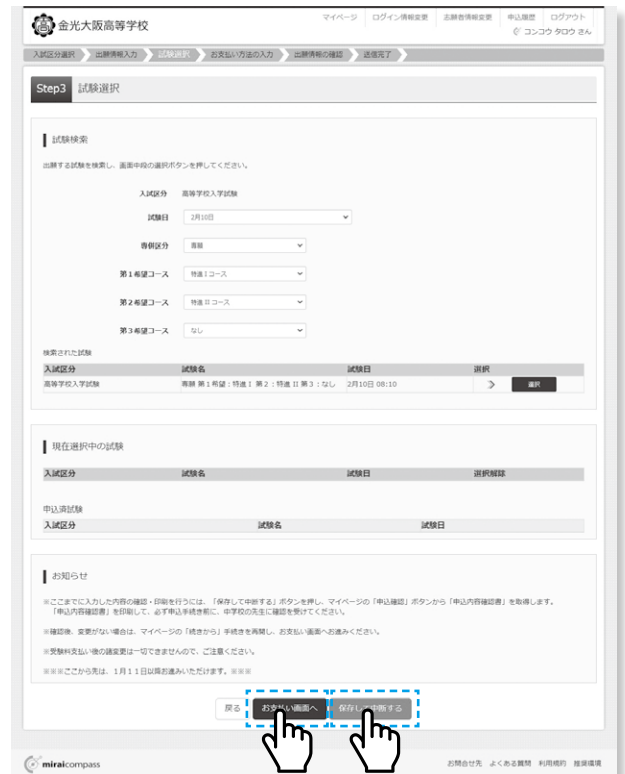 金光大阪高等学校
マイページ ログイン情報変更 志願者情報変更 申込履歴 ログアウト
コンコウ タロウ さん
入試区分選択 出願情報入力 試験選択 お支払い方法の入力 出願情報の確認 送信完了
Step3 試験選択
試験検索
出願する試験を検索し、画面中段の選択ボタンを押してください。
入試区分 高等学校入学試験
試験日 2月10日
専併区分 専願
第1希望コース 特進Iコース
第2希望コース 特進IIコース
第3希望コース なし
検索された試験
入試区分 試験名 試験日 選択
高等学校入学試験 専願 第1希望:特進I 第2:特進II 第3:なし 2月10日 08:10 選択
現在選択中の試験
入試区分 試験名 試験日 選択解除
申込済試験
入試区分 試験名 試験日
お知らせ
※ここまでに入力した内容の確認・印刷を行うには、「保存して中断する」ボタンを押し、マイページの「申込確認」ボタンから「申込内容確認書」を取得します。
「申込内容確認書」を印刷して、必ず申込手続き前に、中学校の先生に確認を受けてください。
※確認後、変更がない場合は、マイページの「続きから」手続きを再開し、お支払い画面へお進みください。
※受験料支払い後の諸変更は一切できませんので、ご注意ください。
※※※ここから先は、1月11日以降お進みいただけます。※※※
戻る お支払い画面へ 保存して中断する
miraicompass
お問合せ先 よくある質問 利用規約 推奨環境